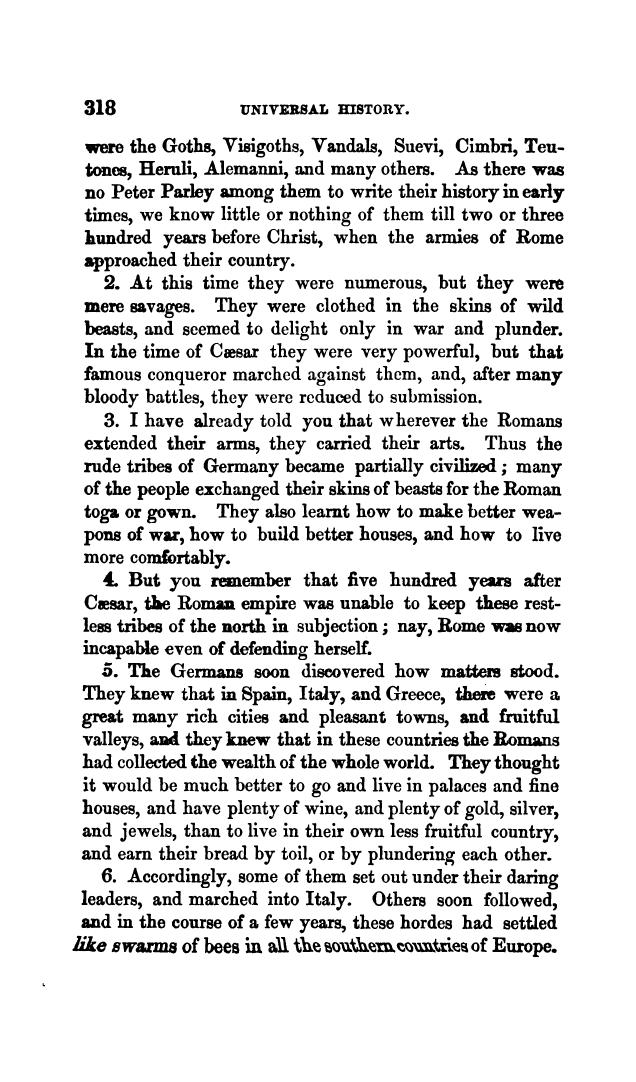 318 UNIVERSAL HISTORY.
were the Goths, Visigoths, Vandals, Suevi, Cimbri, Teu-
tones, Heruli, Alemanni, and many others. As there was
no Peter Parley among them to write their history in early
times, we know little or nothing of them till two or three
hundred years before Christ, when the armies of Rome
approached their country.
2. At this time they were numerous, but they were
mere savages. They were clothed in the skins of wild
beasts, and seemed to delight only in war and plunder.
In the time of Cæsar they were very powerful, but that
famous conqueror marched against them, and, after many
bloody battles, they were reduced to submission.
3. I have already told you that wherever the Romans
extended their arms, they carried their arts. Thus the
rude tribes of Germany became partially civilized; many
of the people exchanged their skins of beasts for the Roman
toga or gown. They also learnt how to make better wea-
pons of war, how to build better houses, and how to live
more comfortably.
4. But you remember that five hundred years after
Cæsar, the Roman empire was unable to keep these rest-
less tribes of the north in subjection; nay, Rome was now
incapable even of defending herself.
5. The Germans soon discovered how matters stood.
They knew that in Spain, Italy, and Greece, there were a
great many rich cities and pleasant towns, and fruitful
valleys, and they knew that in these countries the Romans
had collected the wealth of the whole world. They thought
it would be much better to go and live in palaces and fine
houses, and have plenty of wine, and plenty of gold, silver,
and jewels, than to live in their own less fruitful country,
and earn their bread by toil, or by plundering each other.
6. Accordingly, some of them set out under their daring
leaders, and marched into Italy. Others soon followed,
and in the course of a few years, these hordes had settled
like swarms of bees in all the southern countries of Europe.